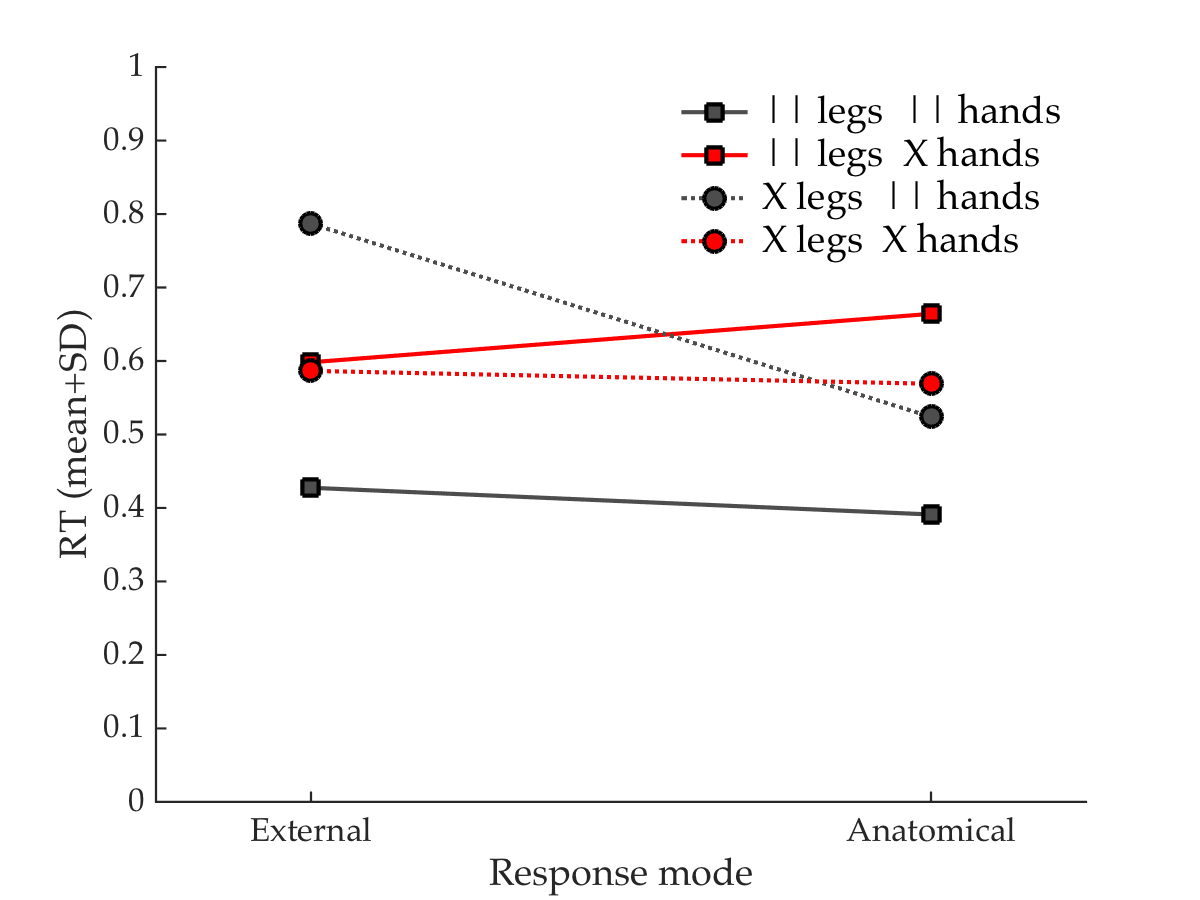 1
0.9
0.8
0.7
0.6
0.5
0.4
0.3
0.2
0.1
0
RT (mean+SD)
| | legs | | hands
| | legs X hands
X legs | | hands
X legs X hands
External
Anatomical
Response mode